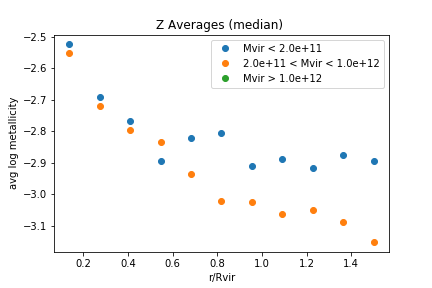 Z Averages (median)
Mvir < 2.0e+11
2.0e+11 < Mvir < 1.0e+12
Mvir > 1.0e+12
avg log metallicity
−2.5
−2.6
−2.7
−2.8
−2.9
−3.0
−3.1
0.2 0.4 0.6 0.8 1.0 1.2 1.4
r/Rvir